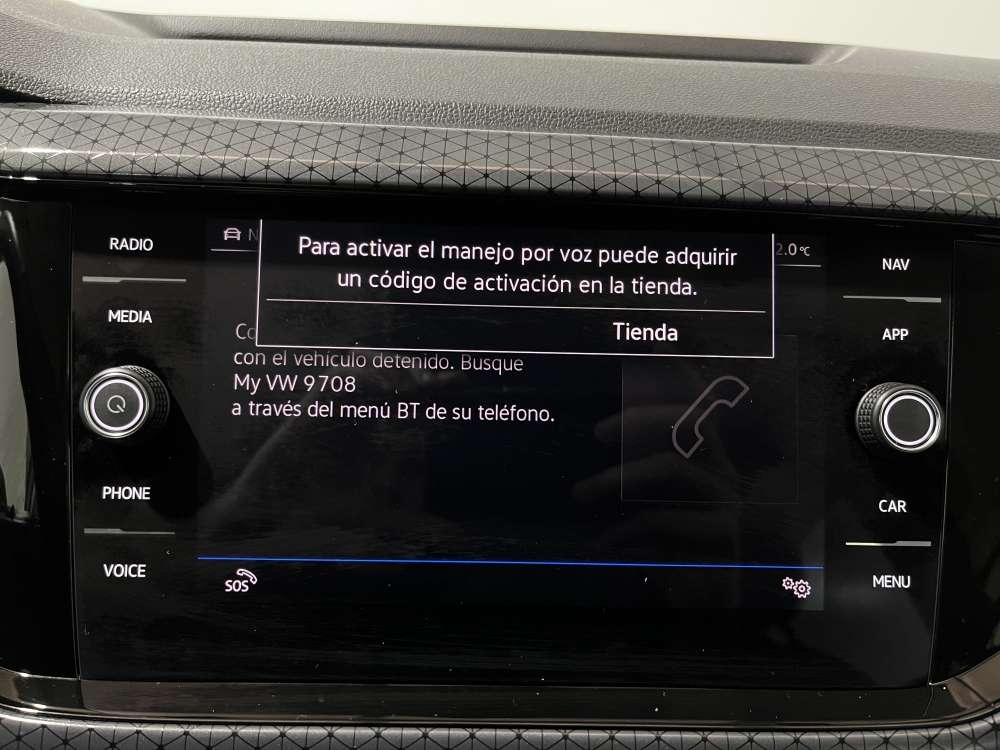 RADIO
MEDIA
PHONE
VOICE
Para activar el manejo por voz puede adquirir
un código de activación en la tienda.
Tienda
2.0 °C
con el vehículo detenido. Busque
My VW 9708
a través del menú BT de su teléfono.
SOS
NAV
APP
CAR
MENU